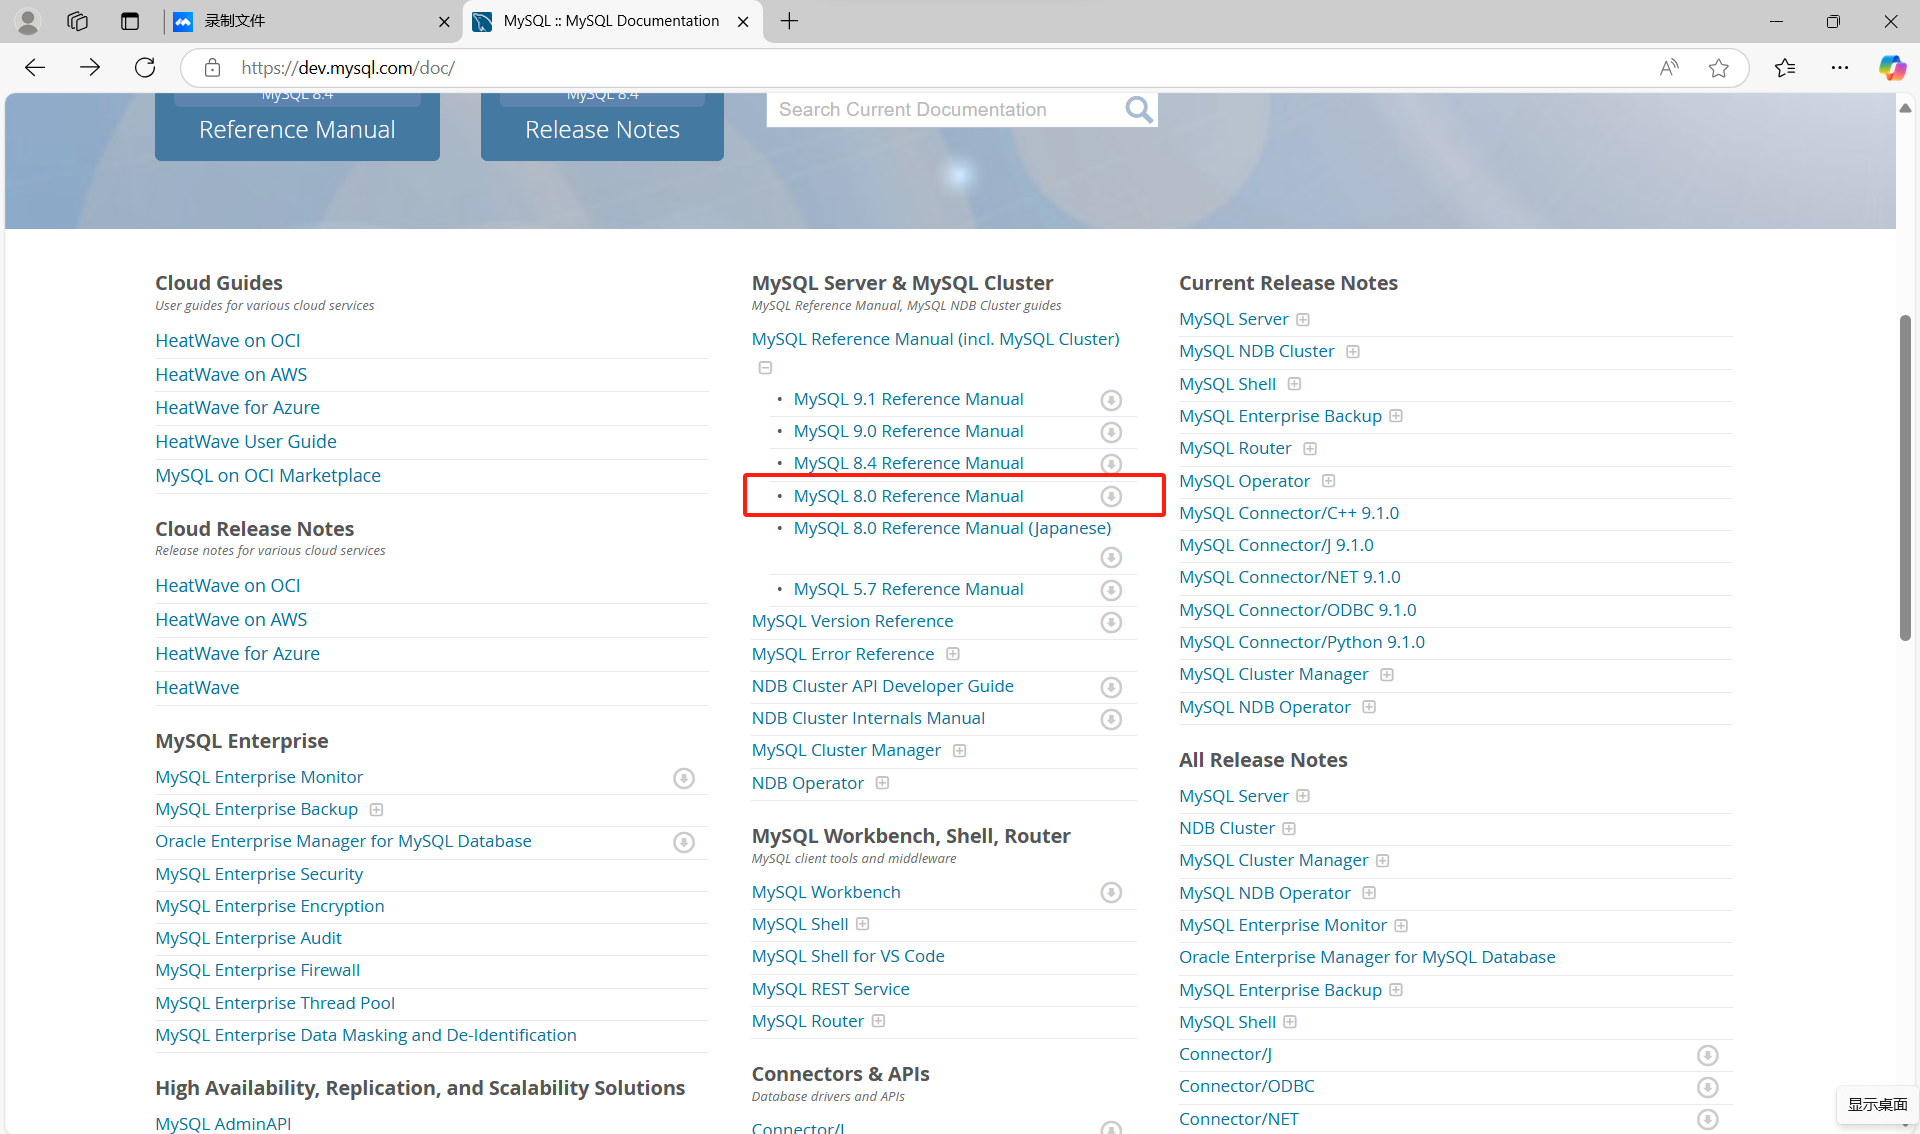 录制文件
MySQL :: MySQL Documentation
https://dev.mysql.com/doc/
MySQL 8.4
Reference Manual
MySQL 8.4
Release Notes
Search Current Documentation
Cloud Guides
User guides for various cloud services
HeatWave on OCI
HeatWave on AWS
HeatWave for Azure
HeatWave User Guide
MySQL on OCI Marketplace
Cloud Release Notes
Release notes for various cloud services
HeatWave on OCI
HeatWave on AWS
HeatWave for Azure
HeatWave
MySQL Enterprise
MySQL Enterprise Monitor
MySQL Enterprise Backup
Oracle Enterprise Manager for MySQL Database
MySQL Enterprise Security
MySQL Enterprise Encryption
MySQL Enterprise Audit
MySQL Enterprise Firewall
MySQL Enterprise Thread Pool
MySQL Enterprise Data Masking and De-Identification
High Availability, Replication, and Scalability Solutions
MySQL AdminAPI
MySQL Server & MySQL Cluster
MySQL Reference Manual, MySQL NDB Cluster guides
MySQL Reference Manual (incl. MySQL Cluster)
• MySQL 9.1 Reference Manual
• MySQL 9.0 Reference Manual
• MySQL 8.4 Reference Manual
• MySQL 8.0 Reference Manual
• MySQL 8.0 Reference Manual (Japanese)
• MySQL 5.7 Reference Manual
MySQL Version Reference
MySQL Error Reference
NDB Cluster API Developer Guide
NDB Cluster Internals Manual
MySQL Cluster Manager
NDB Operator
MySQL Workbench, Shell, Router
MySQL client tools and middleware
MySQL Workbench
MySQL Shell
MySQL Shell for VS Code
MySQL REST Service
MySQL Router
Connectors & APIs
Database drivers and APIs
Connector/J
Current Release Notes
MySQL Server
MySQL NDB Cluster
MySQL Shell
MySQL Enterprise Backup
MySQL Router
MySQL Operator
MySQL Connector/C++ 9.1.0
MySQL Connector/J 9.1.0
MySQL Connector/NET 9.1.0
MySQL Connector/ODBC 9.1.0
MySQL Connector/Python 9.1.0
MySQL Cluster Manager
MySQL NDB Operator
All Release Notes
MySQL Server
NDB Cluster
MySQL Cluster Manager
MySQL NDB Operator
MySQL Enterprise Monitor
Oracle Enterprise Manager for MySQL Database
MySQL Enterprise Backup
MySQL Shell
Connector/J
Connector/ODBC
Connector/NET
显示桌面